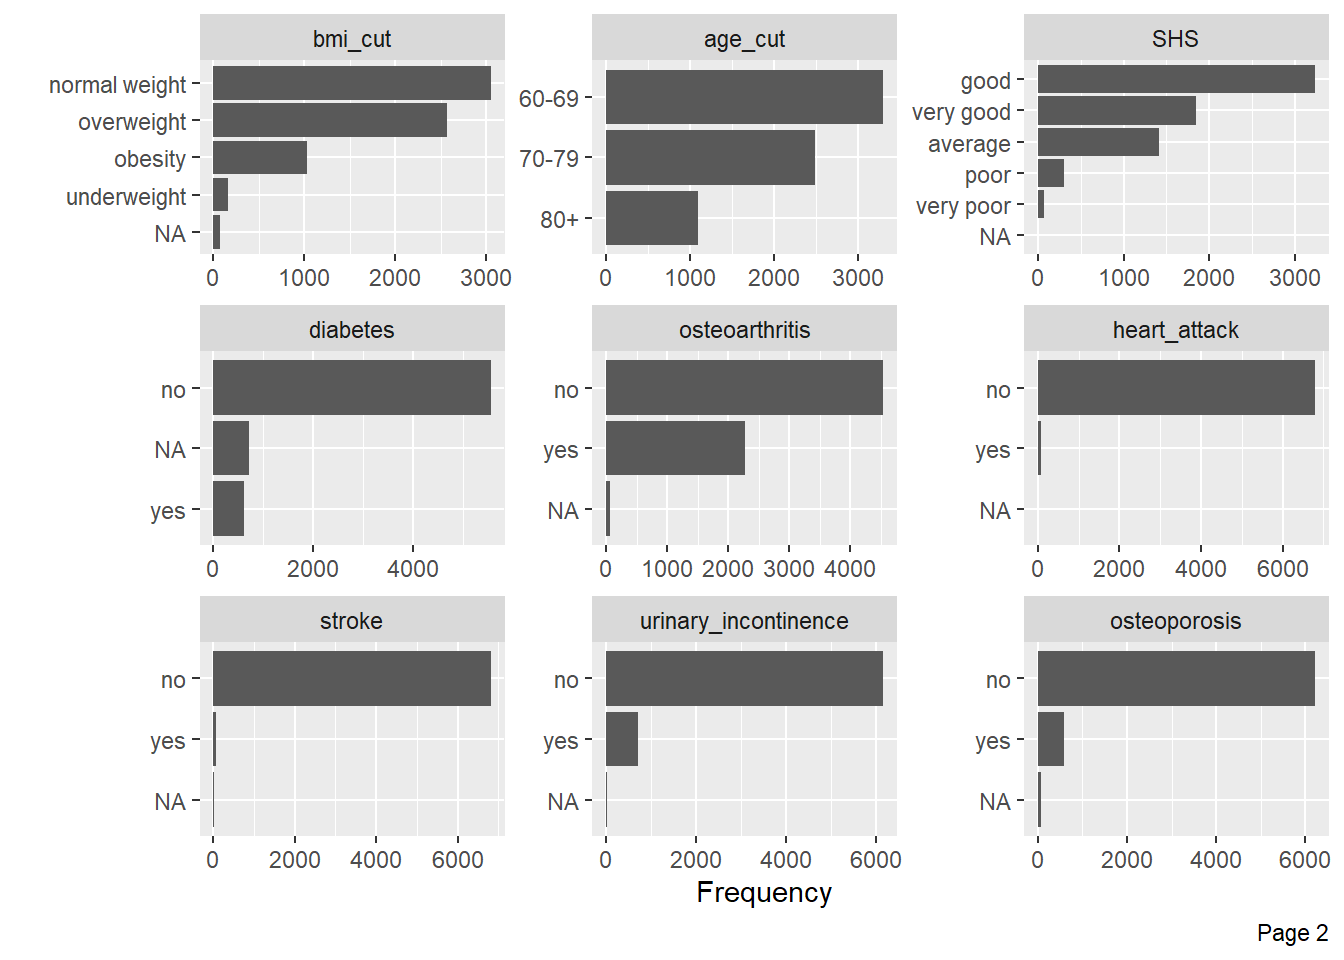 bmi_cut
normal weight
overweight
obesity
underweight
NA
0 1000 2000 3000
age_cut
60-69
70-79
80+
0 1000 2000 3000
SHS
good
very good
average
poor
very poor
NA
0 1000 2000 3000
diabetes
no
NA
yes
0 2000 4000
osteoarthritis
no
yes
NA
0 1000 2000 3000 4000
heart_attack
no
yes
NA
0 2000 4000 6000
stroke
no
yes
NA
0 2000 4000 6000
urinary_incontinence
no
yes
NA
0 2000 4000 6000
osteoporosis
no
yes
NA
0 2000 4000 6000
Frequency
Page 2